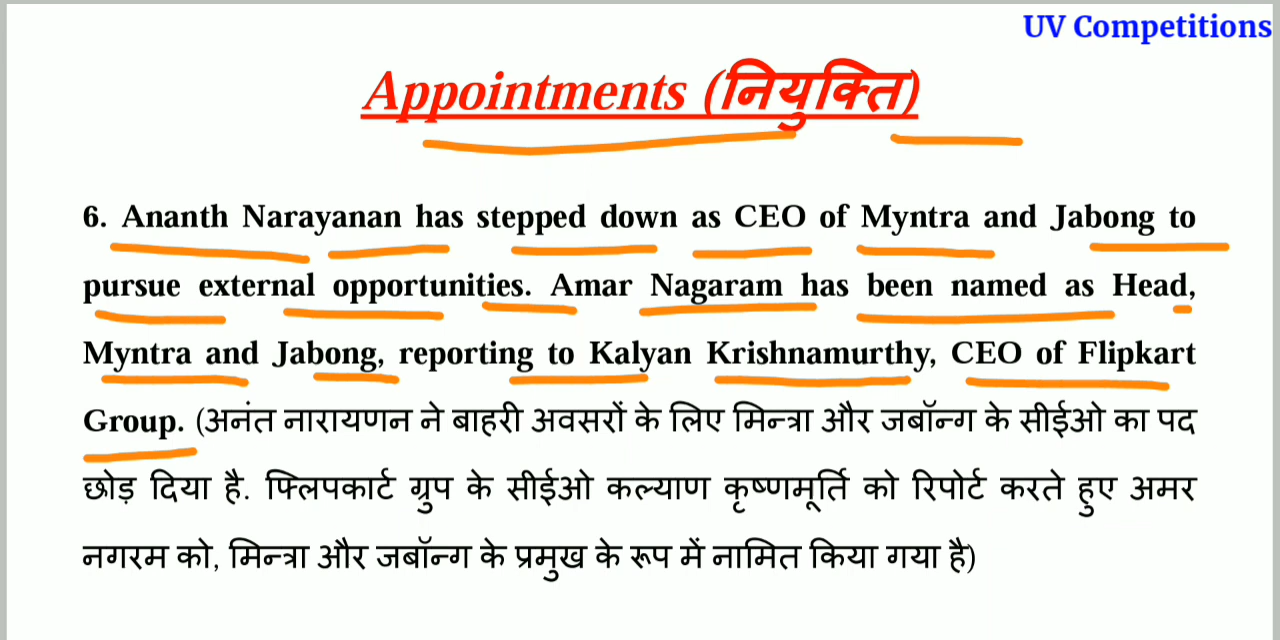 UV Competitions
Appointments (नियुक्ति)
6. Ananth Narayanan has stepped down as CEO of Myntra and Jabong to
pursue external opportunities. Amar Nagaram has been named as Head,
Myntra and Jabong, reporting to Kalyan Krishnamurthy, CEO of Flipkart
Group. (अनंत नारायणन ने बाहरी अवसरों के लिए मिन्त्रा और जबॉन्ग के सीईओ का पद
छोड़ दिया है. फ्लिपकार्ट ग्रुप के सीईओ कल्याण कृष्णमूर्ति को रिपोर्ट करते हुए अमर
नगरम को, मिन्त्रा और जबॉन्ग के प्रमुख के रूप में नामित किया गया है)